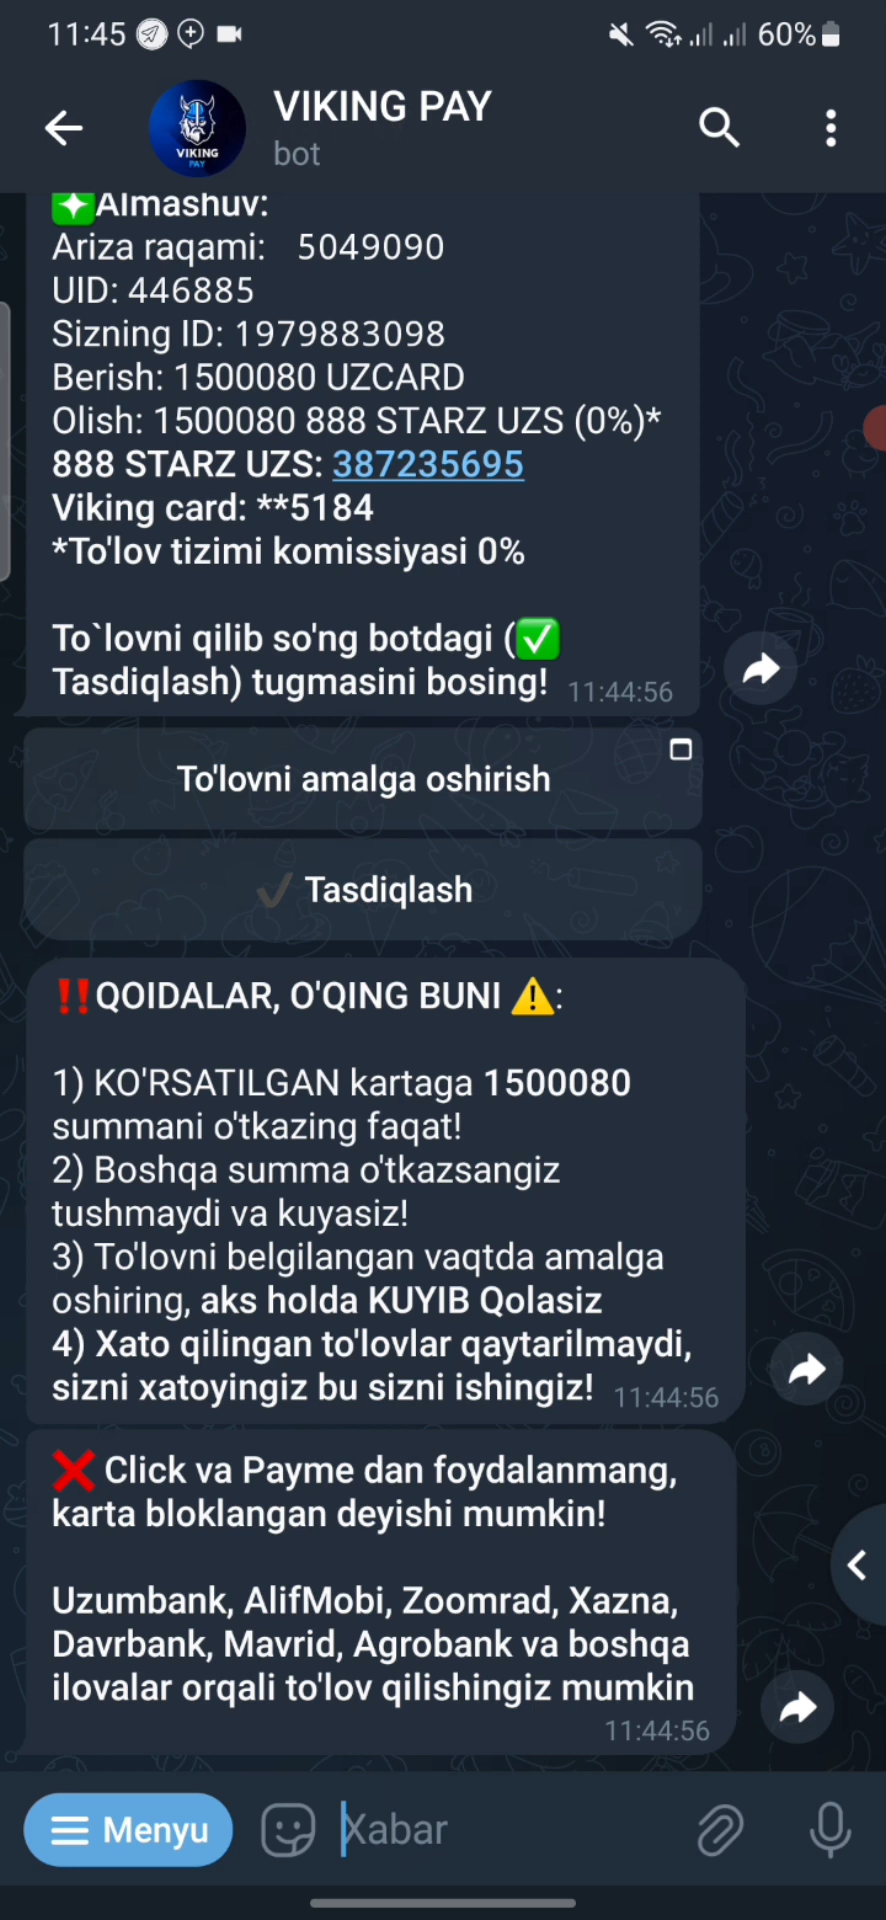 11:45
60%
VIKING PAY
bot
VIKING
PAY
Almashuv:
Ariza raqami: 5049090
UID: 446885
Sizning ID: 1979883098
Berish: 1500080 UZCARD
Olish: 1500080 888 STARZ UZS (0%)*
888 STARZ UZS: 387235695
Viking card: **5184
*To'lov tizimi komissiyasi 0%
To`lovni qilib so'ng botdagi (✅
Tasdiqlash) tugmasini bosing! 11:44:56
To'lovni amalga oshirish
✔ Tasdiqlash
‼️QOIDALAR, O'QING BUNI ⚠️:
1) KO'RSATILGAN kartaga 1500080
summani o'tkazing faqat!
2) Boshqa summa o'tkazsangiz
tushmaydi va kuyasiz!
3) To'lovni belgilangan vaqtda amalga
oshiring, aks holda KUYIB Qolasiz
4) Xato qilingan to'lovlar qaytarilmaydi,
sizni xatoyingiz bu sizni ishingiz! 11:44:56
❌ Click va Payme dan foydalanmang,
karta bloklangan deyishi mumkin!
Uzumbank, AlifMobi, Zoomrad, Xazna,
Davrbank, Mavrid, Agrobank va boshqa
ilovalar orqali to'lov qilishingiz mumkin
11:44:56
Menyu
Xabar